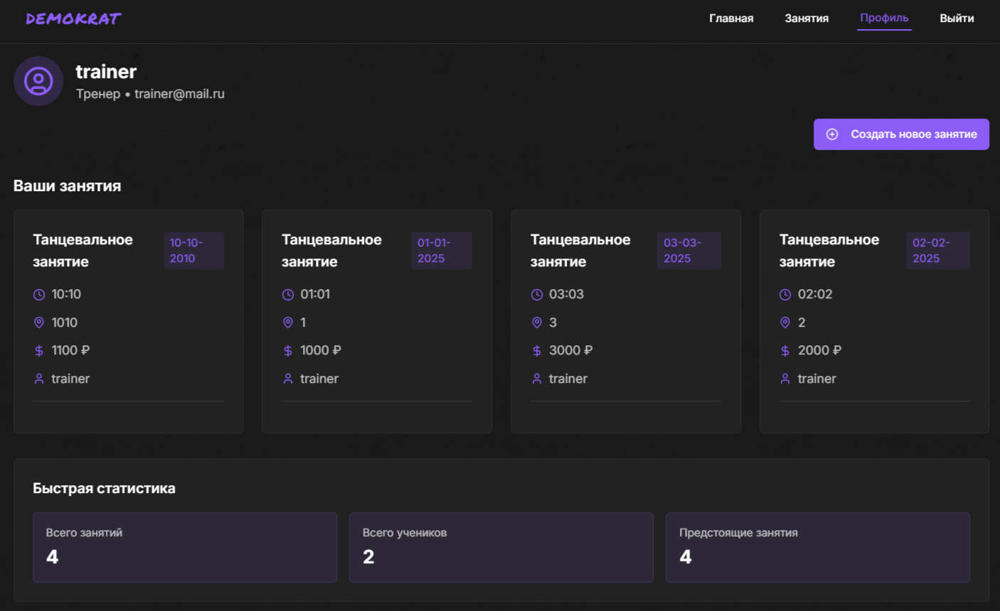 DEMOKRAT
Главная Занятия Профиль Выйти
trainer
Тренер • trainer@mail.ru
Создать новое занятие
Ваши занятия
Танцевальное
занятие
10-10-
2010
10:10
1010
$ 1100 ₽
trainer
Танцевальное
занятие
01-01-
2025
01:01
1
$ 1000 ₽
trainer
Танцевальное
занятие
03-03-
2025
03:03
3
$ 3000 ₽
trainer
Танцевальное
занятие
02-02-
2025
02:02
2
$ 2000 ₽
trainer
Быстрая статистика
Всего занятий
4
Всего учеников
2
Предстоящие занятия
4